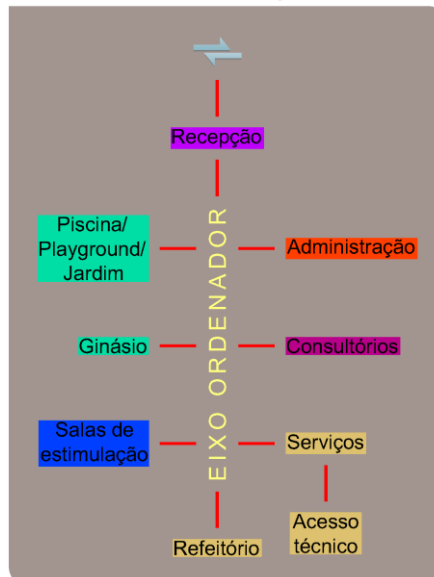 Recepção
Piscina/
Playground/
Jardim
EIXO ORDENADOR
Administração
Ginásio
Consultórios
Salas de
estimulação
Serviços
Refeitório
Acesso
técnico